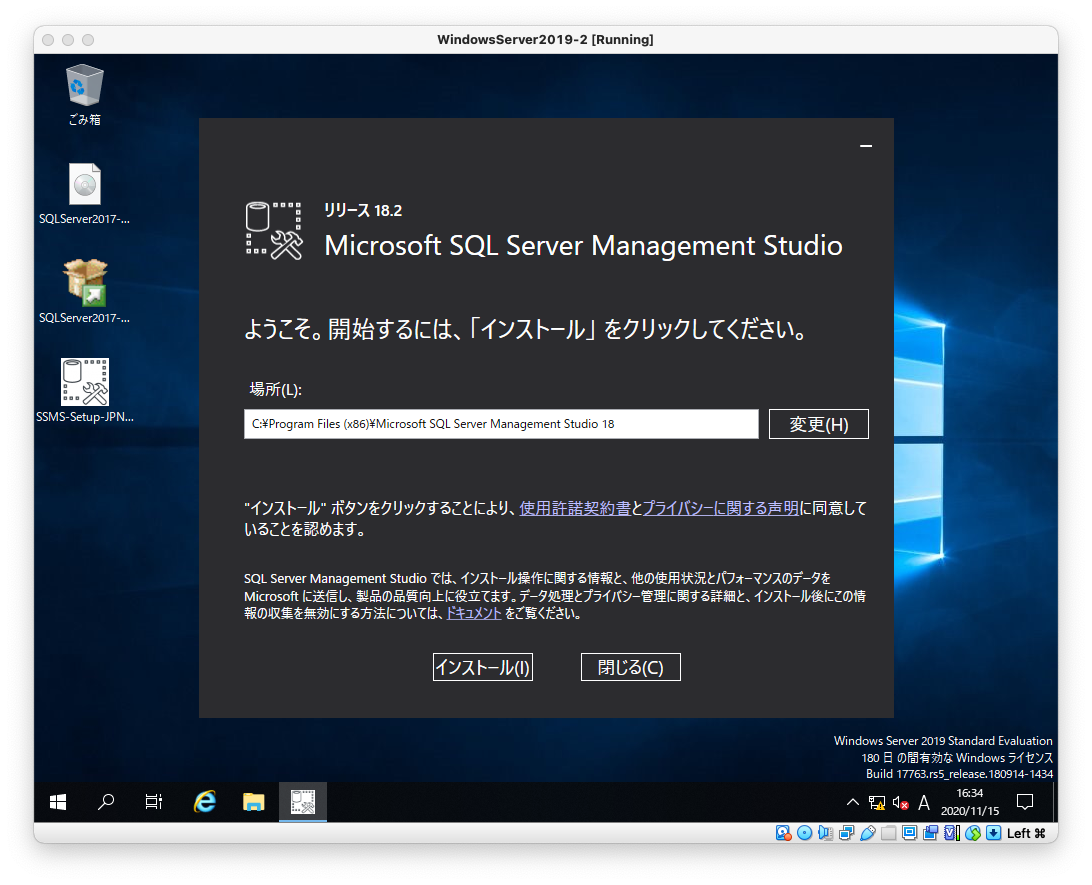 WindowsServer2019-2 [Running]
ごみ箱
SQLServer2017-...
SQLServer2017-...
SSMS-Setup-JPN...
リリース 18.2
Microsoft SQL Server Management Studio
ようこそ。開始するには、「インストール」 をクリックしてください。
場所(L):
C:¥Program Files (x86)¥Microsoft SQL Server Management Studio 18
変更(H)
"インストール" ボタンをクリックすることにより、使用許諾契約書とプライバシーに関する声明に同意して
いることを認めます。
SQL Server Management Studio では、インストール操作に関する情報と、他の使用状況とパフォーマンスのデータを
Microsoft に送信し、製品の品質向上に役立てます。データ処理とプライバシー管理に関する詳細と、インストール後にこの情
報の収集を無効にする方法については、ドキュメント をご覧ください。
インストール(I)
閉じる(C)
Windows Server 2019 Standard Evaluation
180 日 の間有効な Windows ライセンス
Build 17763.rs5_release.180914-1434
A
16:34
2020/11/15
Left ⌘